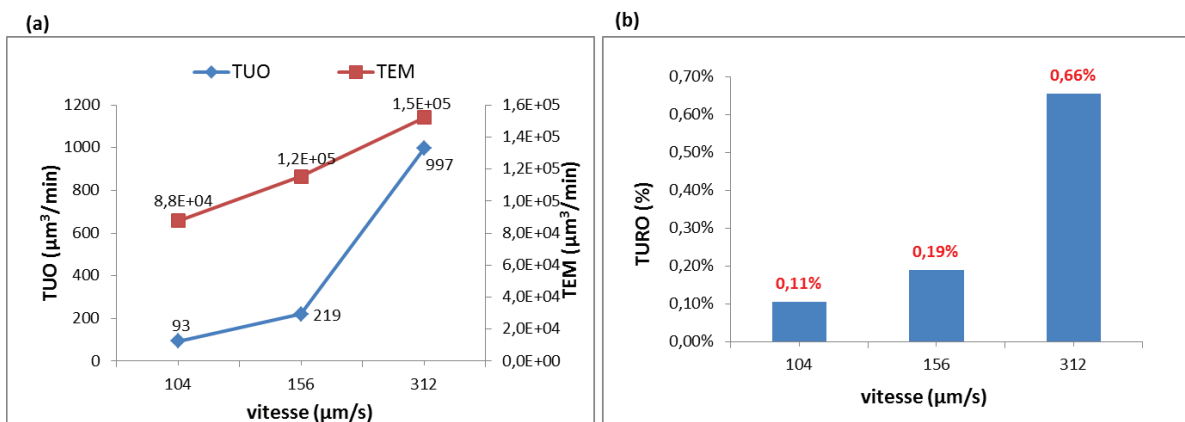 (a)
TUO
TEM
TUO (µm³/min)
1200
1000
800
600
400
200
0
1,6E+05
1,4E+05
1,2E+05
1,0E+05
8,0E+04
6,0E+04
4,0E+04
2,0E+04
0,0E+00
TEM (µm³/min)
8,8E+04
1,2E+05
1,5E+05
93
219
997
104
156
312
vitesse (µm/s)
(b)
TURO (%)
0,70%
0,60%
0,50%
0,40%
0,30%
0,20%
0,10%
0,00%
0,11%
0,19%
0,66%
104
156
312
vitesse (µm/s)